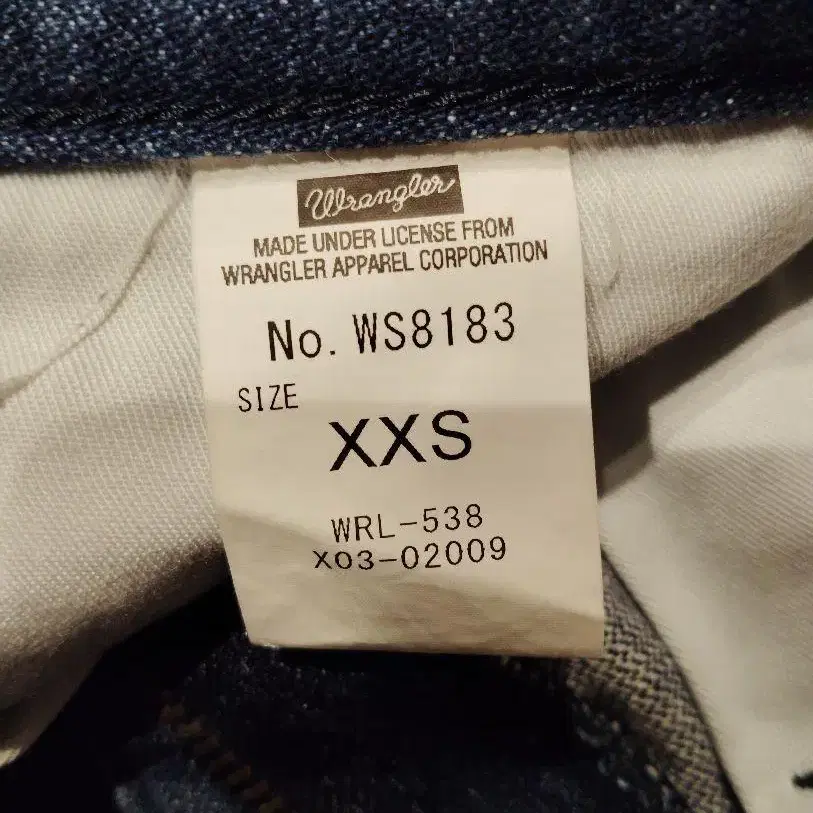 Wrangler
MADE UNDER LICENSE FROM
WRANGLER APPAREL CORPORATION
No. WS8183
SIZE
XXS
WRL-538
X03-02009